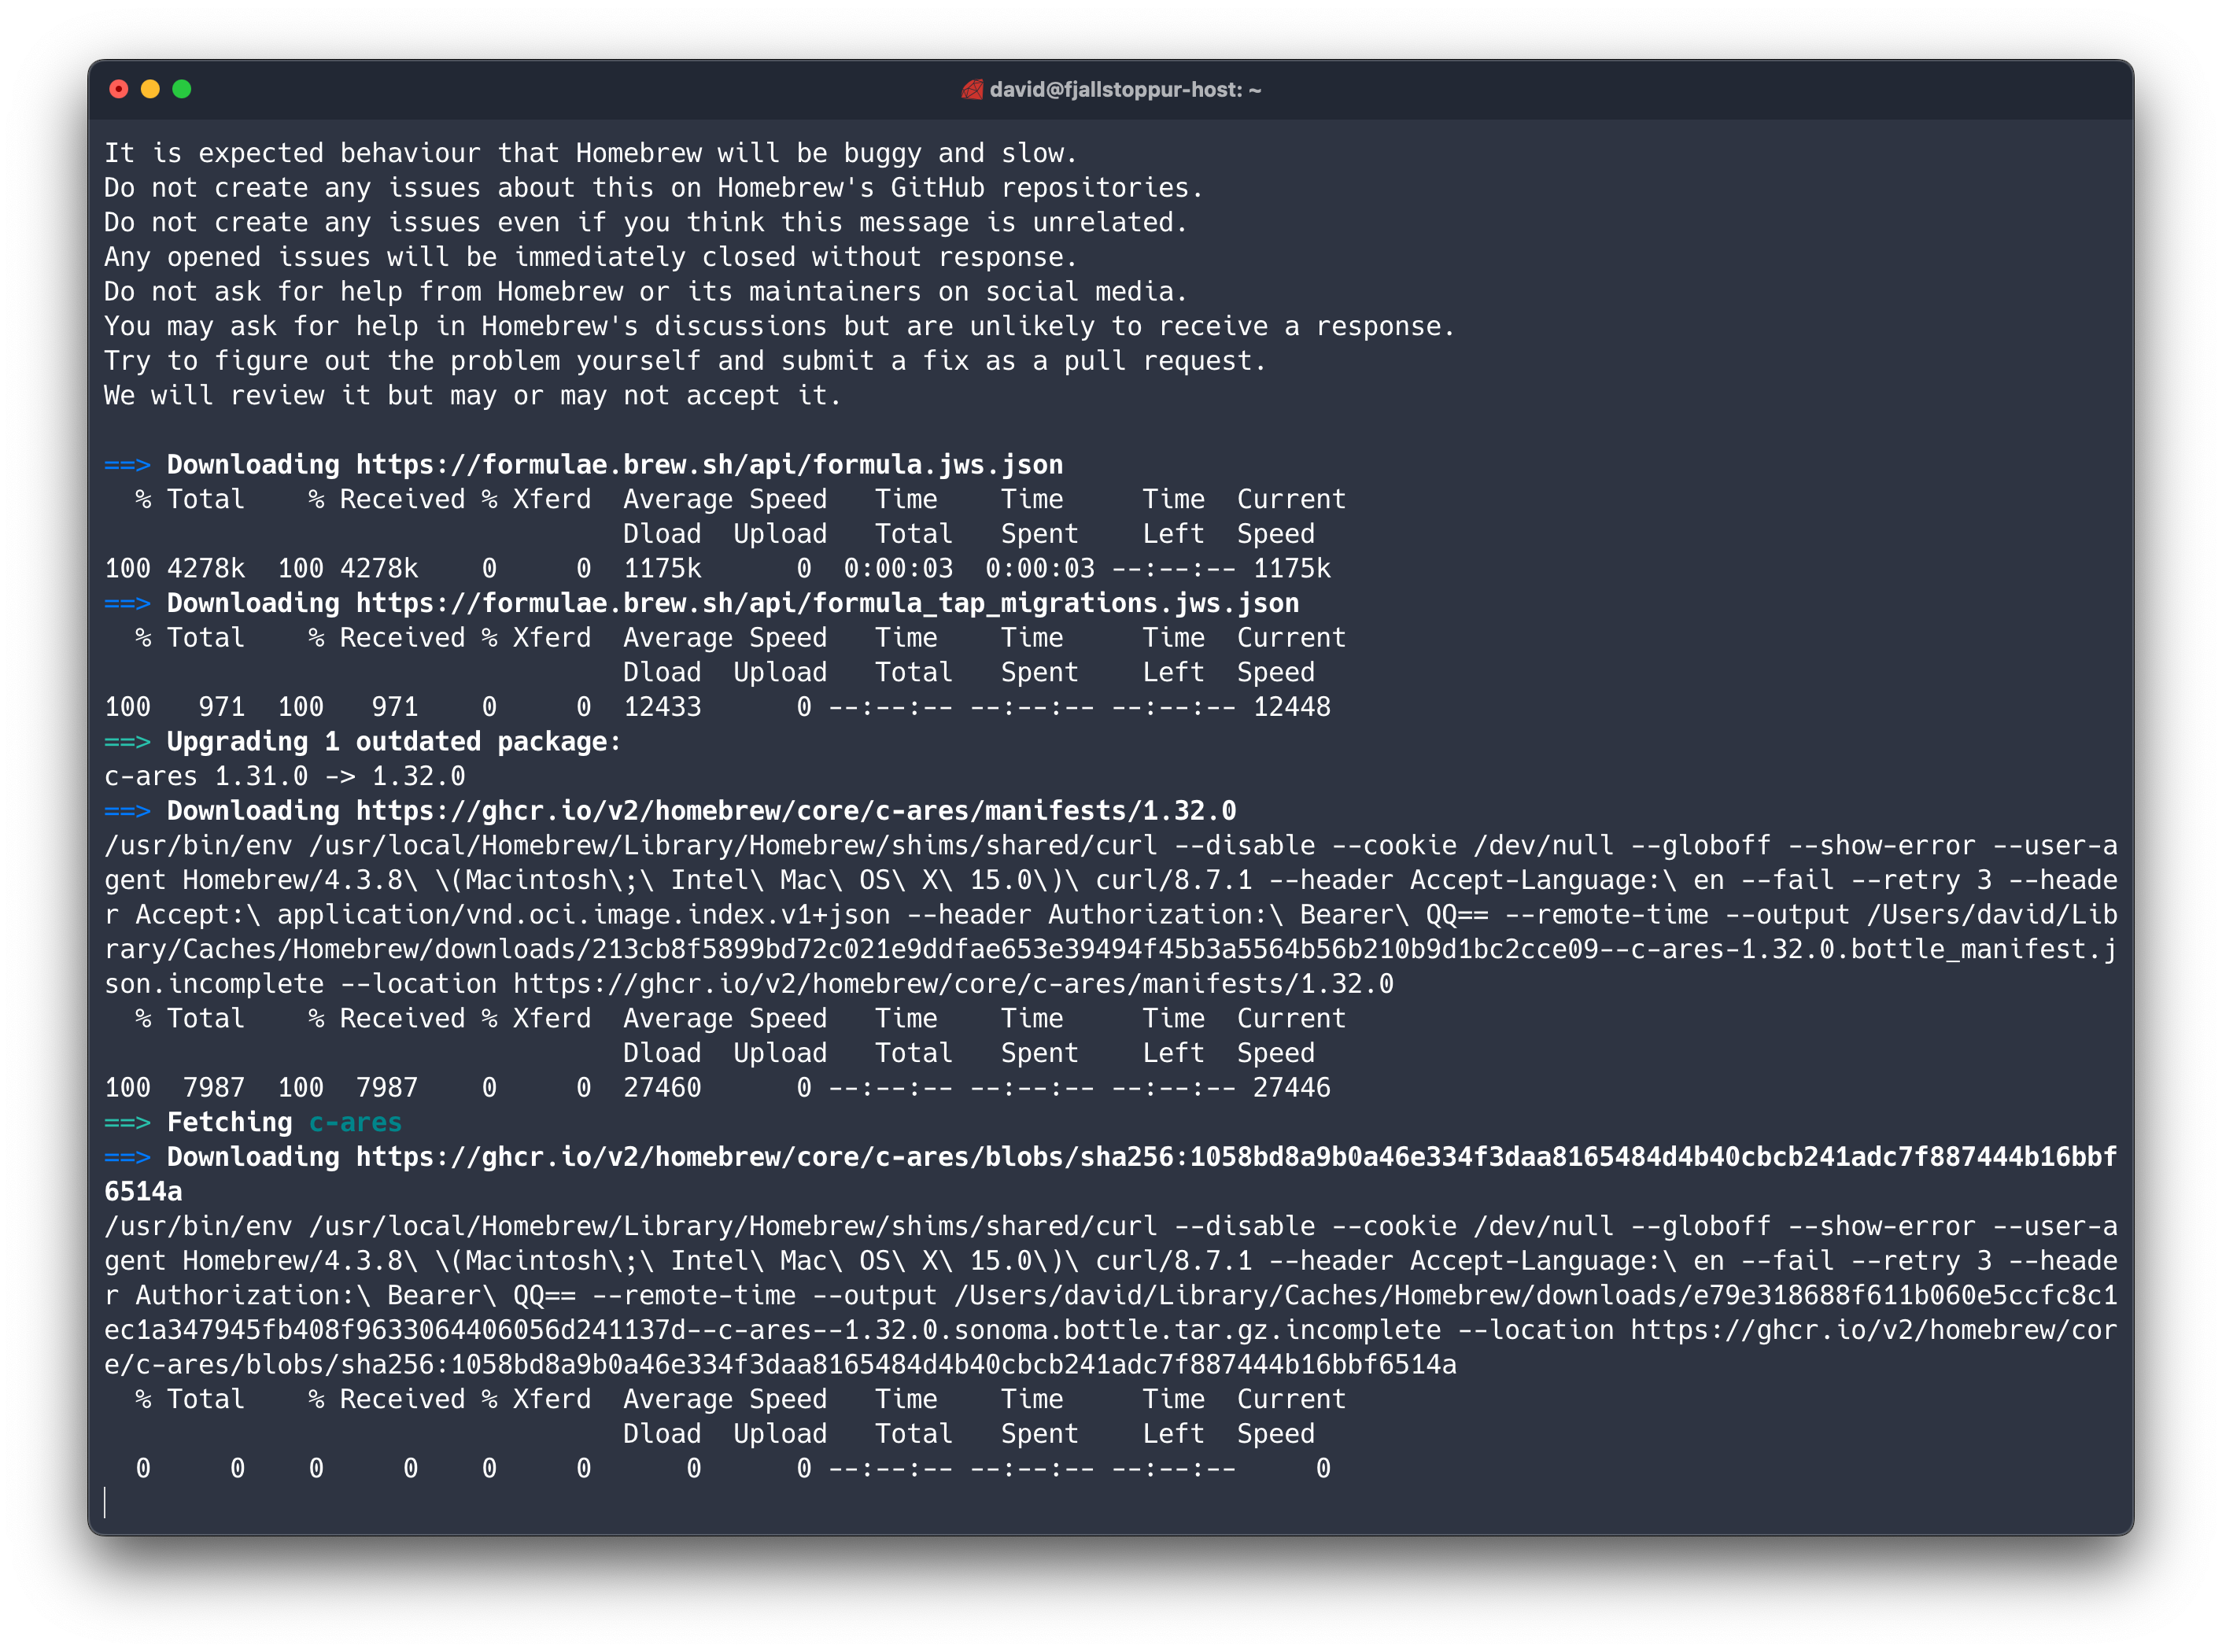 david@fjallstoppur-host: ~
It is expected behaviour that Homebrew will be buggy and slow.
Do not create any issues about this on Homebrew's GitHub repositories.
Do not create any issues even if you think this message is unrelated.
Any opened issues will be immediately closed without response.
Do not ask for help from Homebrew or its maintainers on social media.
You may ask for help in Homebrew's discussions but are unlikely to receive a response.
Try to figure out the problem yourself and submit a fix as a pull request.
We will review it but may or may not accept it.

==> Downloading https://formulae.brew.sh/api/formula.jws.json
  % Total    % Received % Xferd  Average Speed   Time    Time     Time  Current
                                 Dload  Upload   Total   Spent    Left  Speed
100 4278k  100 4278k    0     0  1175k      0  0:00:03  0:00:03 --:--:-- 1175k
==> Downloading https://formulae.brew.sh/api/formula_tap_migrations.jws.json
  % Total    % Received % Xferd  Average Speed   Time    Time     Time  Current
                                 Dload  Upload   Total   Spent    Left  Speed
100   971  100   971    0     0  12433      0 --:--:-- --:--:-- --:--:-- 12448
==> Upgrading 1 outdated package:
c-ares 1.31.0 -> 1.32.0
==> Downloading https://ghcr.io/v2/homebrew/core/c-ares/manifests/1.32.0
/usr/bin/env /usr/local/Homebrew/Library/Homebrew/shims/shared/curl --disable --cookie /dev/null --globoff --show-error --user-a
gent Homebrew/4.3.8\ \(Macintosh\;\ Intel\ Mac\ OS\ X\ 15.0\)\ curl/8.7.1 --header Accept-Language:\ en --fail --retry 3 --heade
r Accept:\ application/vnd.oci.image.index.v1+json --header Authorization:\ Bearer\ QQ== --remote-time --output /Users/david/Lib
rary/Caches/Homebrew/downloads/213cb8f5899bd72c021e9ddfae653e39494f45b3a5564b56b210b9d1bc2cce09--c-ares-1.32.0.bottle_manifest.j
son.incomplete --location https://ghcr.io/v2/homebrew/core/c-ares/manifests/1.32.0
  % Total    % Received % Xferd  Average Speed   Time    Time     Time  Current
                                 Dload  Upload   Total   Spent    Left  Speed
100  7987  100  7987    0     0  27460      0 --:--:-- --:--:-- --:--:-- 27446
==> Fetching c-ares
==> Downloading https://ghcr.io/v2/homebrew/core/c-ares/blobs/sha256:1058bd8a9b0a46e334f3daa8165484d4b40cbcb241adc7f887444b16bbf
6514a
/usr/bin/env /usr/local/Homebrew/Library/Homebrew/shims/shared/curl --disable --cookie /dev/null --globoff --show-error --user-a
gent Homebrew/4.3.8\ \(Macintosh\;\ Intel\ Mac\ OS\ X\ 15.0\)\ curl/8.7.1 --header Accept-Language:\ en --fail --retry 3 --heade
r Authorization:\ Bearer\ QQ== --remote-time --output /Users/david/Library/Caches/Homebrew/downloads/e79e318688f611b060e5ccfc8c1
ec1a347945fb408f9633064406056d241137d--c-ares--1.32.0.sonoma.bottle.tar.gz.incomplete --location https://ghcr.io/v2/homebrew/cor
e/c-ares/blobs/sha256:1058bd8a9b0a46e334f3daa8165484d4b40cbcb241adc7f887444b16bbf6514a
  % Total    % Received % Xferd  Average Speed   Time    Time     Time  Current
                                 Dload  Upload   Total   Spent    Left  Speed
  0     0    0     0    0     0      0      0 --:--:-- --:--:-- --:--:--     0